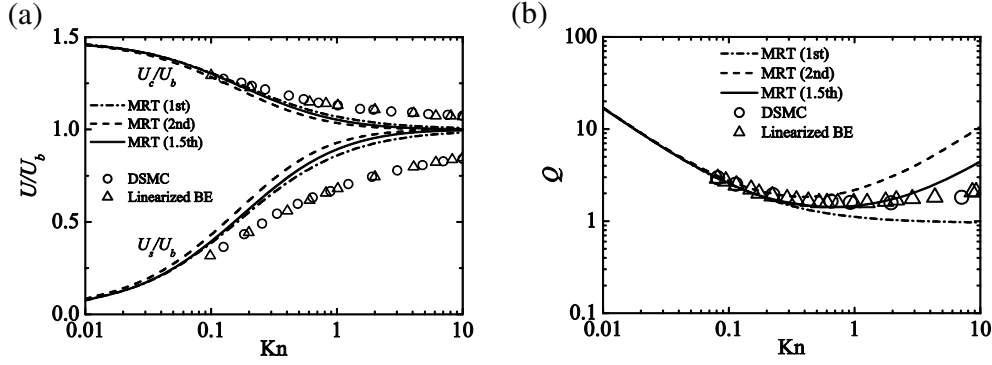 (a)
1.5
1.0
0.5
0.0
U/U_b
U_c/U_b
MRT (1st)
MRT (2nd)
MRT (1.5th)
DSMC
Linearized BE
U_s/U_b
0.01
0.1
1
10
Kn
(b)
100
10
1
0.1
Q
MRT (1st)
MRT (2nd)
MRT (1.5th)
DSMC
Linearized BE
0.01
0.1
1
10
Kn